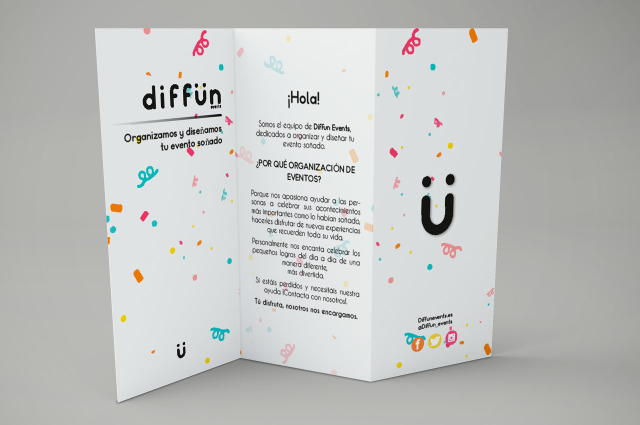 diffün
events
Organizamos y diseñamos
tu evento soñado
ü
¡Hola!
Somos el equipo de Diffun Events,
dedicados a organizar y diseñar tu
evento soñado.
¿POR QUÉ ORGANIZACIÓN DE
EVENTOS?
Porque nos apasiona ayudar a las per-
sonas a celebrar sus acontecimientos
más importantes como lo habían soñado,
hacerles disfrutar de nuevas experiencias
que recuerden toda su vida.
Personalmente nos encanta celebrar los
pequeños logros del día a día de una
manera diferente,
más divertida.
Si estáis perdidos y necesitáis nuestra
ayuda ¡Contacta con nosotros!.
Tú disfruta, nosotros nos encargamos.
ü
Diffunevents.es
@Diffun_events